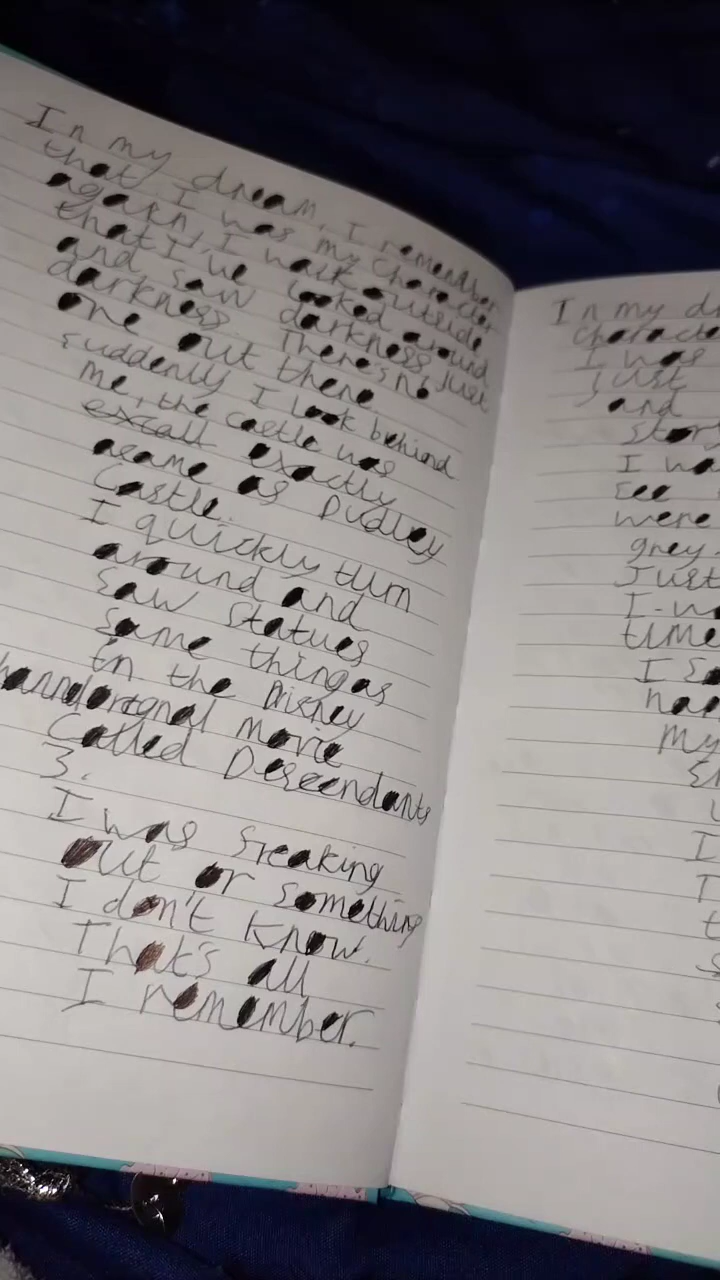 In my dream, I remember
that I was my character
again, I walk outside
that I've looked around
and saw darkness just
darkness. There's no
one out there.
Suddenly I look behind
me, the castle was
exactly
as Dudley
Castle.
I quickly turn
around and
saw statues
same thing as
in the Disney
movie
Called Descendants
3.
I was freaking
out or something
I don't know.
That's all
I remember.
In my
I was
Just
and
I
see
were
grey
Just
time
I
my
I